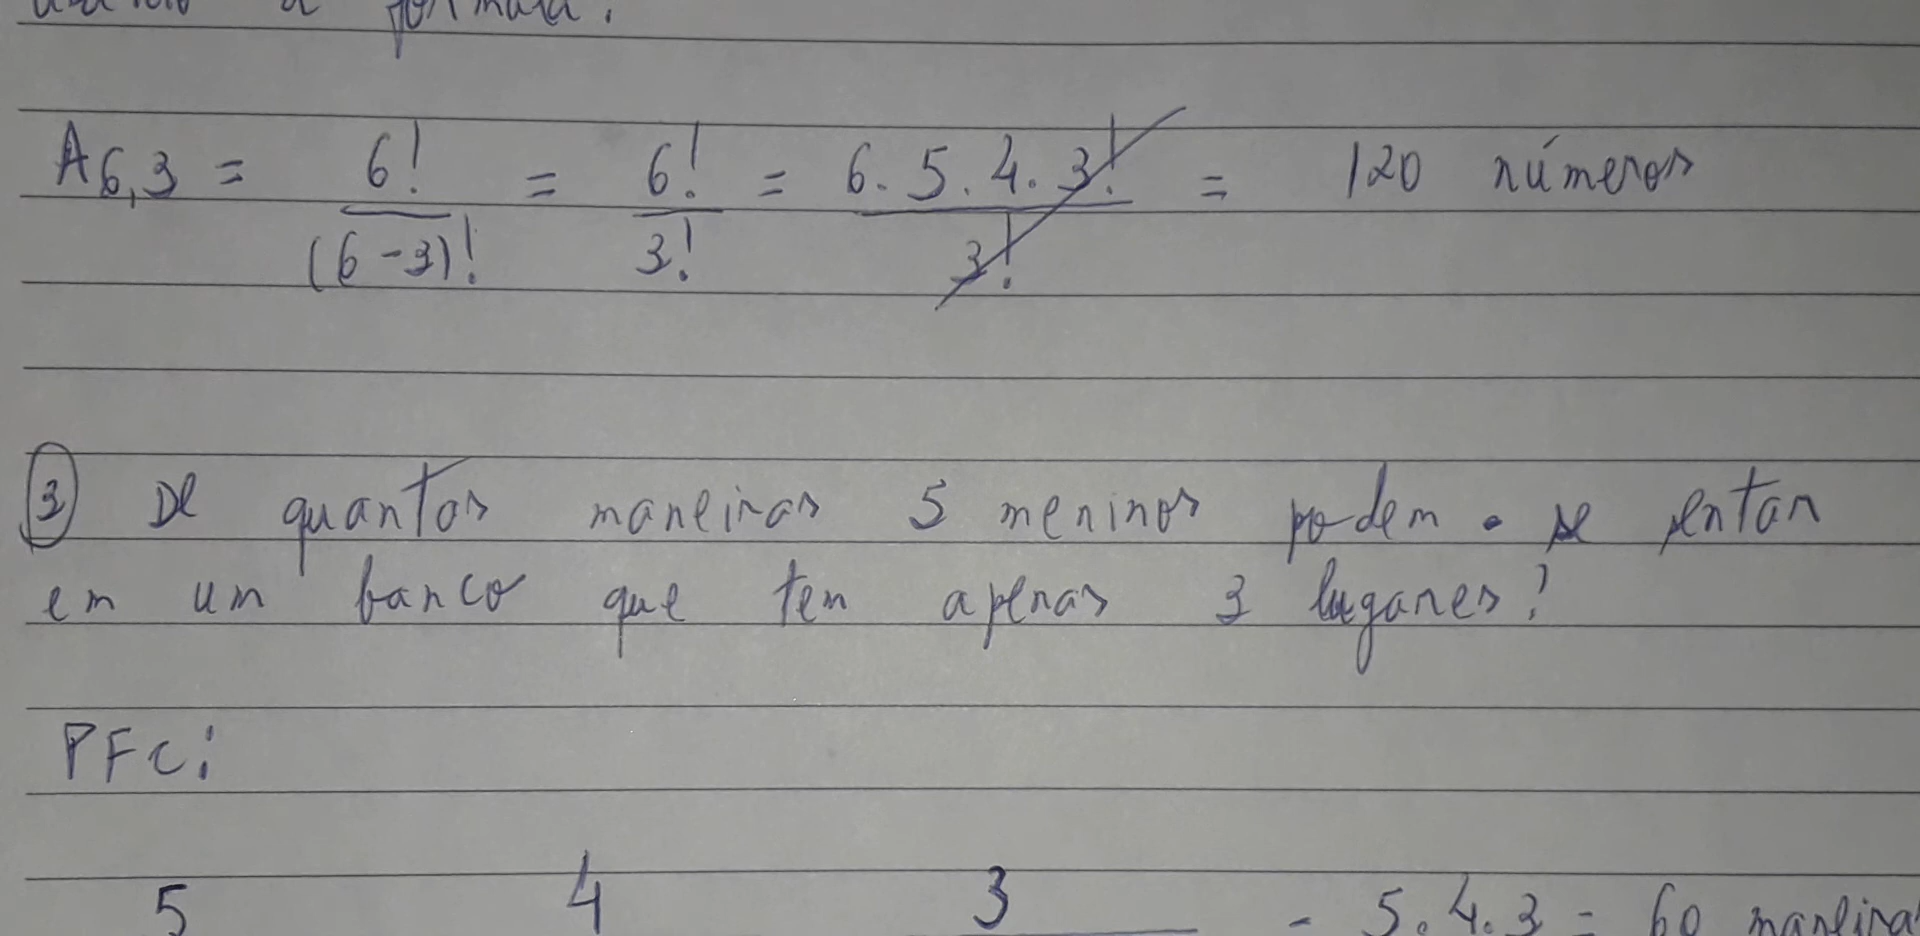 a fórmula:
A6,3 = 6!/(6-3)! = 6!/3! = 6.5.4.3!/3! = 120 números
3 De quantas maneiras 5 meninos podem se sentar
em um banco que tem apenas 3 lugares?
PFC:
5 4 3 = 5.4.3 = 60 maneiras